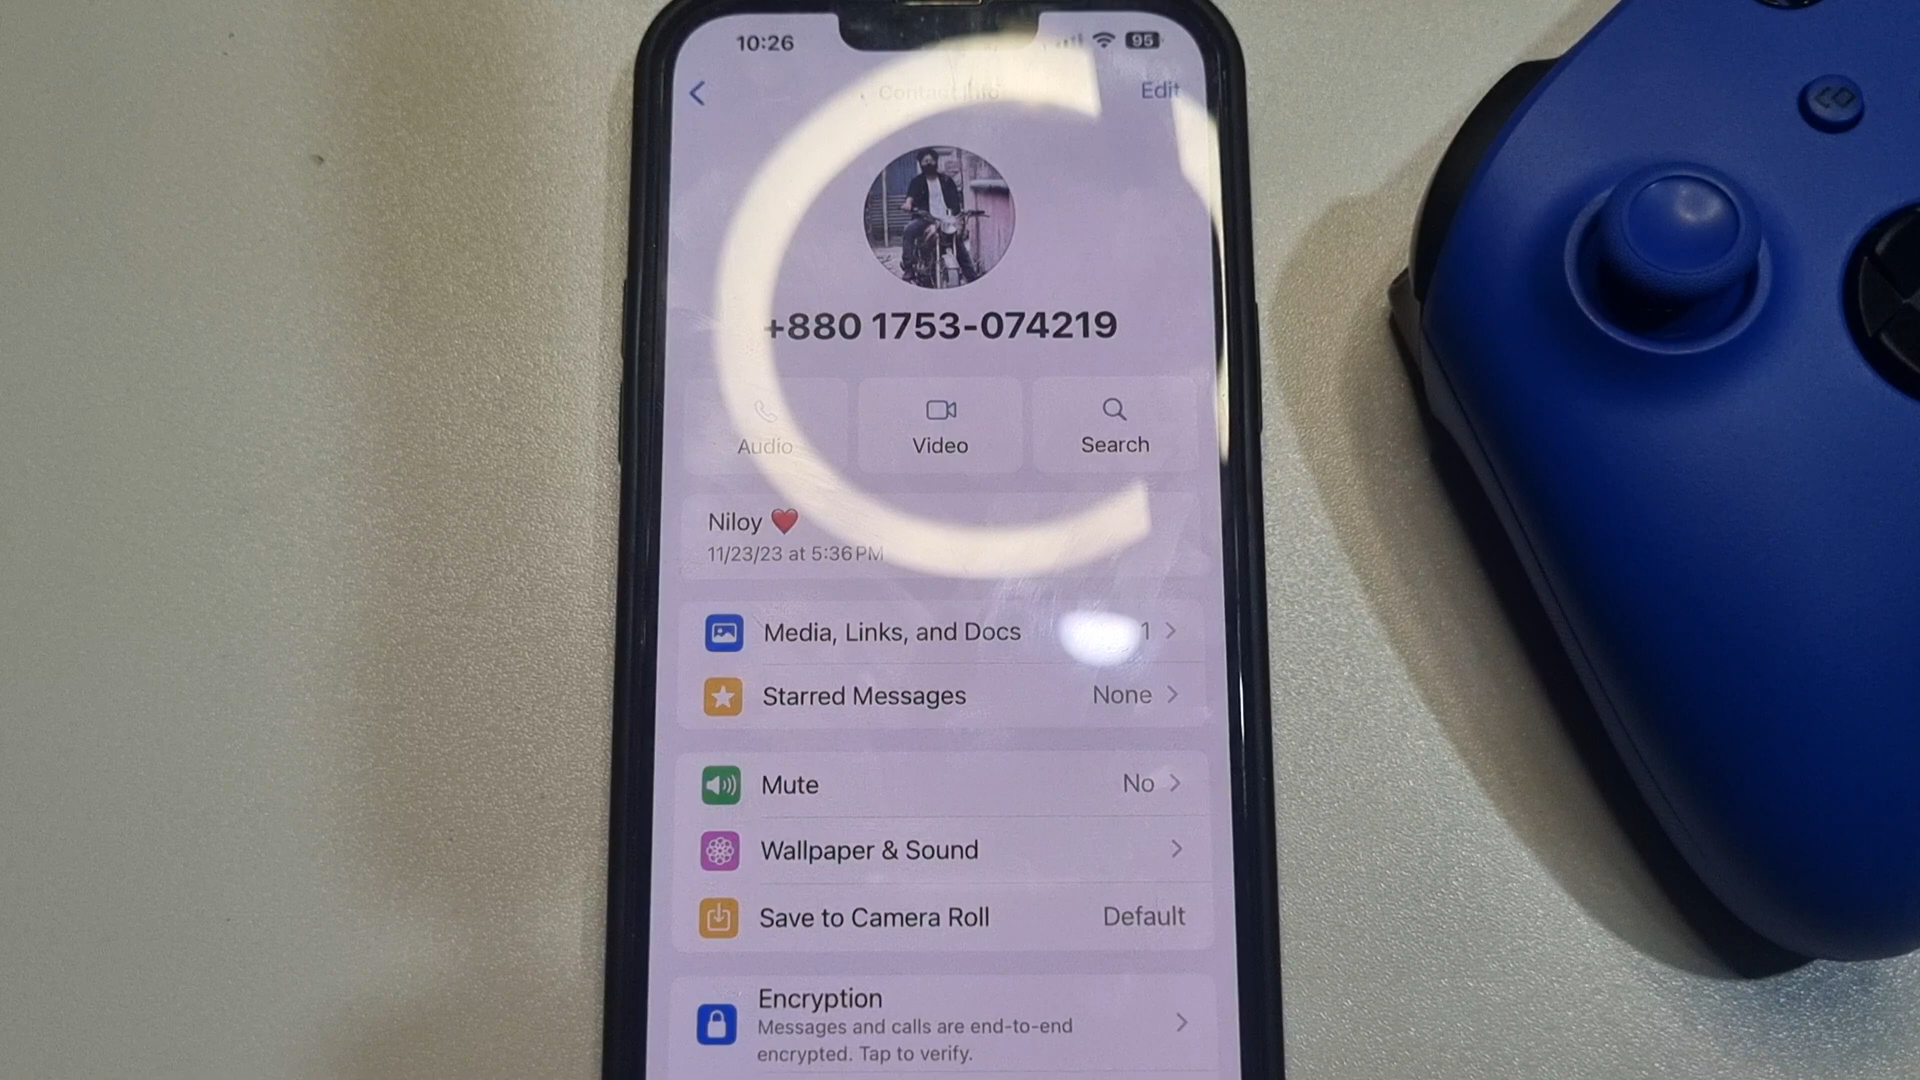 10:26
95
Contact Info
Edit
+880 1753-074219
Audio
Video
Search
Niloy ❤️
11/23/23 at 5:36 PM
Media, Links, and Docs
1
Starred Messages
None
Mute
No
Wallpaper & Sound
Save to Camera Roll
Default
Encryption
Messages and calls are end-to-end
encrypted. Tap to verify.